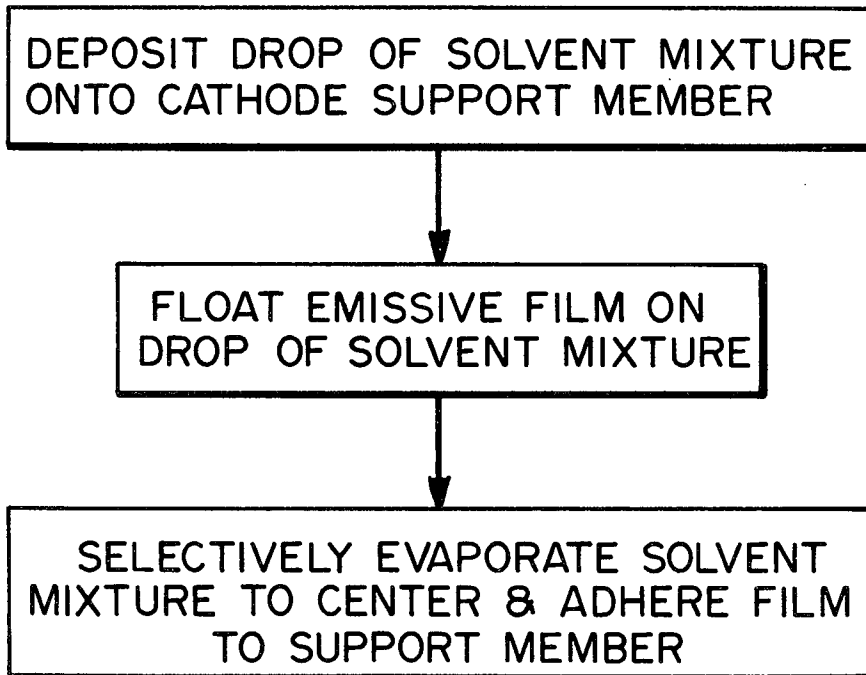 DEPOSIT DROP OF SOLVENT MIXTURE
ONTO CATHODE SUPPORT MEMBER
FLOAT EMISSIVE FILM ON
DROP OF SOLVENT MIXTURE
SELECTIVELY EVAPORATE SOLVENT
MIXTURE TO CENTER & ADHERE FILM
TO SUPPORT MEMBER